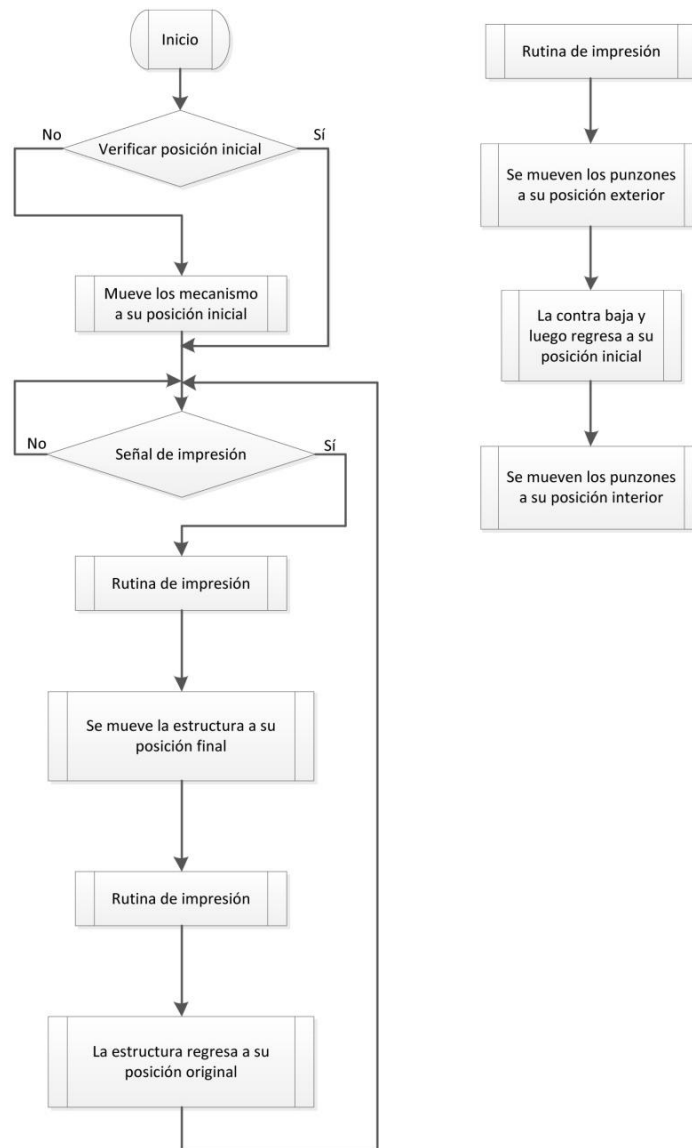 Inicio
No
Sí
Verificar posición inicial
Mueve los mecanismo
a su posición inicial
No
Sí
Señal de impresión
Rutina de impresión
Se mueve la estructura a su
posición final
Rutina de impresión
La estructura regresa a su
posición original
Rutina de impresión
Se mueven los punzones
a su posición exterior
La contra baja y
luego regresa a su
posición inicial
Se mueven los punzones
a su posición interior